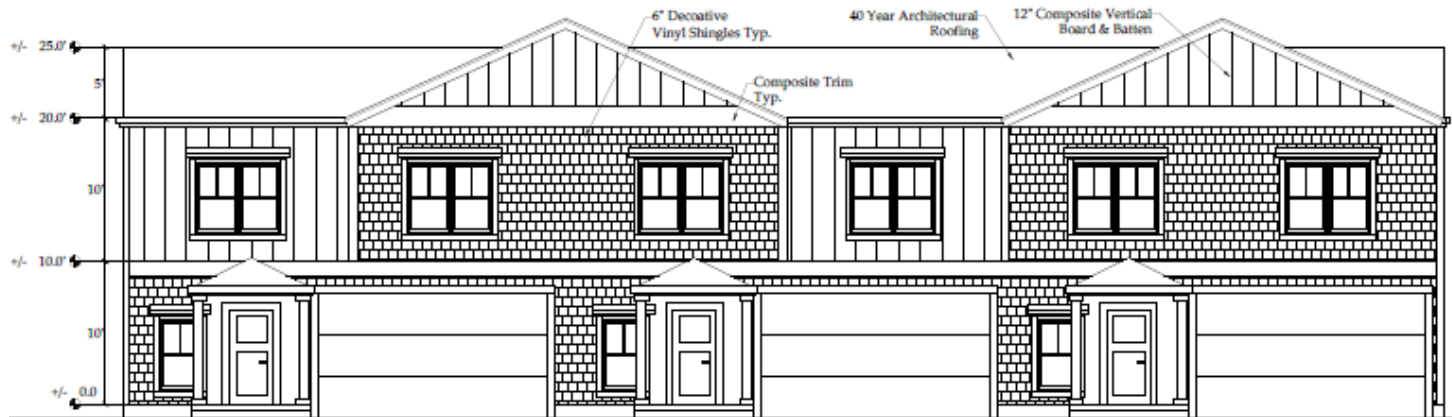 6" Decoative
Vinyl Shingles Typ.
40 Year Architectural
Roofing
12" Composite Vertical
Board & Batten
+/- 25.0'
5'
Composite Trim
Typ.
+/- 20.0'
10'
+/- 10.0'
10'
+/- 0.0